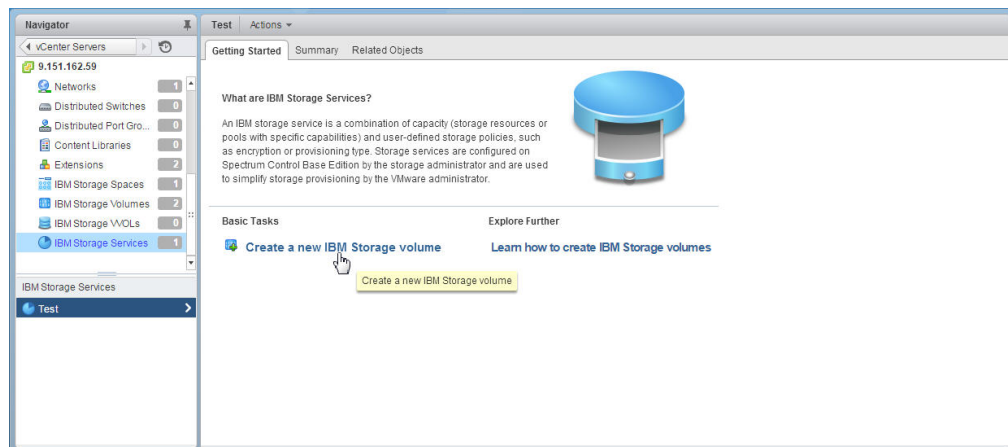 Navigator
vCenter Servers
9.151.162.59
Networks 1
Distributed Switches 0
Distributed Port Gro... 0
Content Libraries 0
Extensions 2
IBM Storage Spaces 1
IBM Storage Volumes 2
IBM Storage VVOLs 0
IBM Storage Services 1
IBM Storage Services
Test
Test Actions
Getting Started Summary Related Objects
What are IBM Storage Services?
An IBM storage service is a combination of capacity (storage resources or
pools with specific capabilities) and user-defined storage policies, such
as encryption or provisioning type. Storage services are configured on
Spectrum Control Base Edition by the storage administrator and are used
to simplify storage provisioning by the VMware administrator.
Basic Tasks Explore Further
Create a new IBM Storage volume Learn how to create IBM Storage volumes
Create a new IBM Storage volume